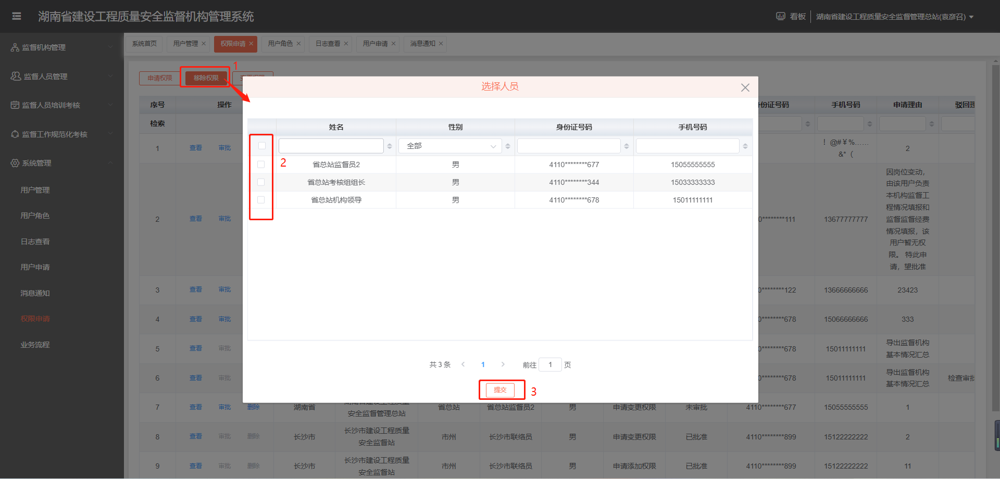 湖南省建设工程质量安全监督机构管理系统
看板
湖南省建设工程质量安全监督管理总站(袁彦召)
监督机构管理
监督人员管理
监督人员培训考核
监督工作规范化考核
系统管理
用户管理
用户角色
日志查看
用户申请
消息通知
权限申请
业务流程
系统首页 用户管理 权限申请 用户角色 日志查看 用户申请 消息通知
1
申请权限 移除权限
选择人员
姓名 性别 身份证号码 手机号码
全部
2
省总站监督员2 男 4110********677 15055555555
省总站考核组组长 男 4110********344 15033333333
省总站机构领导 男 4110********678 15011111111
共 3 条 1 前往 1 页
提交
3
序号 操作 份证号码 手机号码 申请理由 驳回理
检索
1 查看 审批 ！@#￥%……
&*（ 2
2 查看 审批 0********111 13677777777
因岗位变动，
由该用户负责
本机构监督工
程情况填报和
监督监督经费
情况填报，该
用户暂无权
限。 特此申
请，望批准
3 查看 审批 0********122 13666666666 23423
4 查看 审批 0********678 15066666666 333
5 查看 审批 0********678 15011111111 导出监督机构
基本情况汇总
6 查看 审批 0********678 15011111111 导出监督机构
基本情况汇总 检查审批
7 查看 审批 删除 湖南省 湖南省建设工程质量
安全监督管理总站 省总站 省总站监督员2 男 申请变更权限 未审批 4110********677 15055555555 1
8 查看 审批 删除 长沙市 长沙市建设工程质量
安全监督站 市州 长沙市联络员 男 申请变更权限 已批准 4110********899 15122222222 2
9 查看 审批 删除 长沙市 长沙市建设工程质量
安全监督站 市州 长沙市联络员 男 申请添加权限 已批准 4110********899 15122222222 11